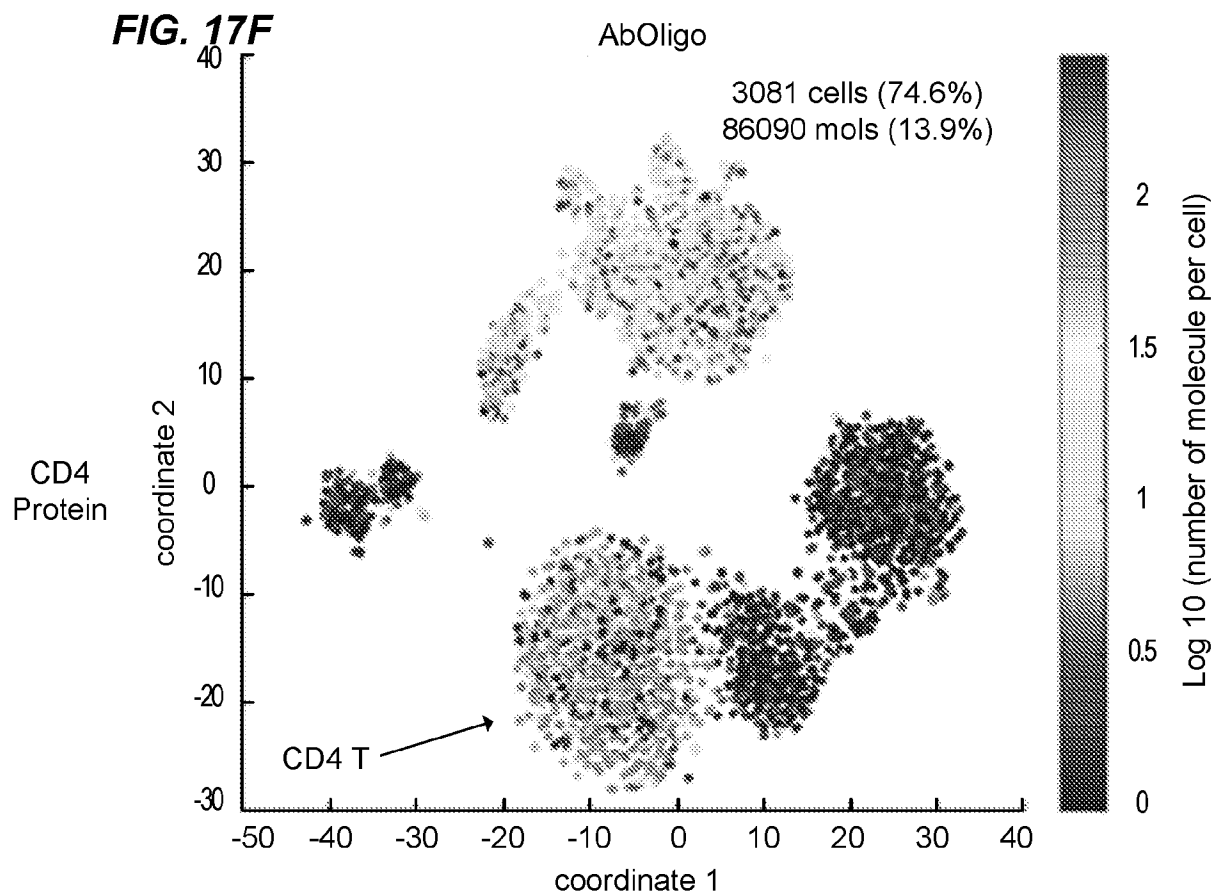 FIG. 17F
AbOligo
3081 cells (74.6%)
86090 mols (13.9%)
40
30
20
10
0
-10
-20
-30
coordinate 2
CD4
Protein
CD4 T
-50
-40
-30
-20
-10
0
10
20
30
40
coordinate 1
2
1.5
1
0.5
0
Log 10 (number of molecule per cell)